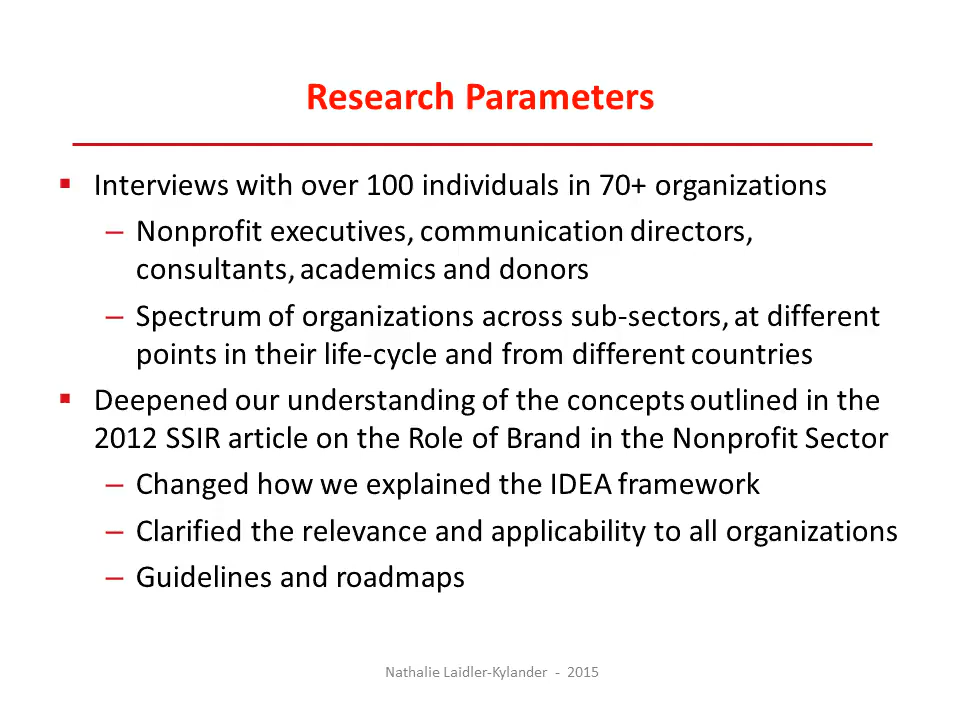 Research Parameters
▪ Interviews with over 100 individuals in 70+ organizations
– Nonprofit executives, communication directors,
consultants, academics and donors
– Spectrum of organizations across sub-sectors, at different
points in their life-cycle and from different countries
▪ Deepened our understanding of the concepts outlined in the
2012 SSIR article on the Role of Brand in the Nonprofit Sector
– Changed how we explained the IDEA framework
– Clarified the relevance and applicability to all organizations
– Guidelines and roadmaps
Nathalie Laidler-Kylander - 2015